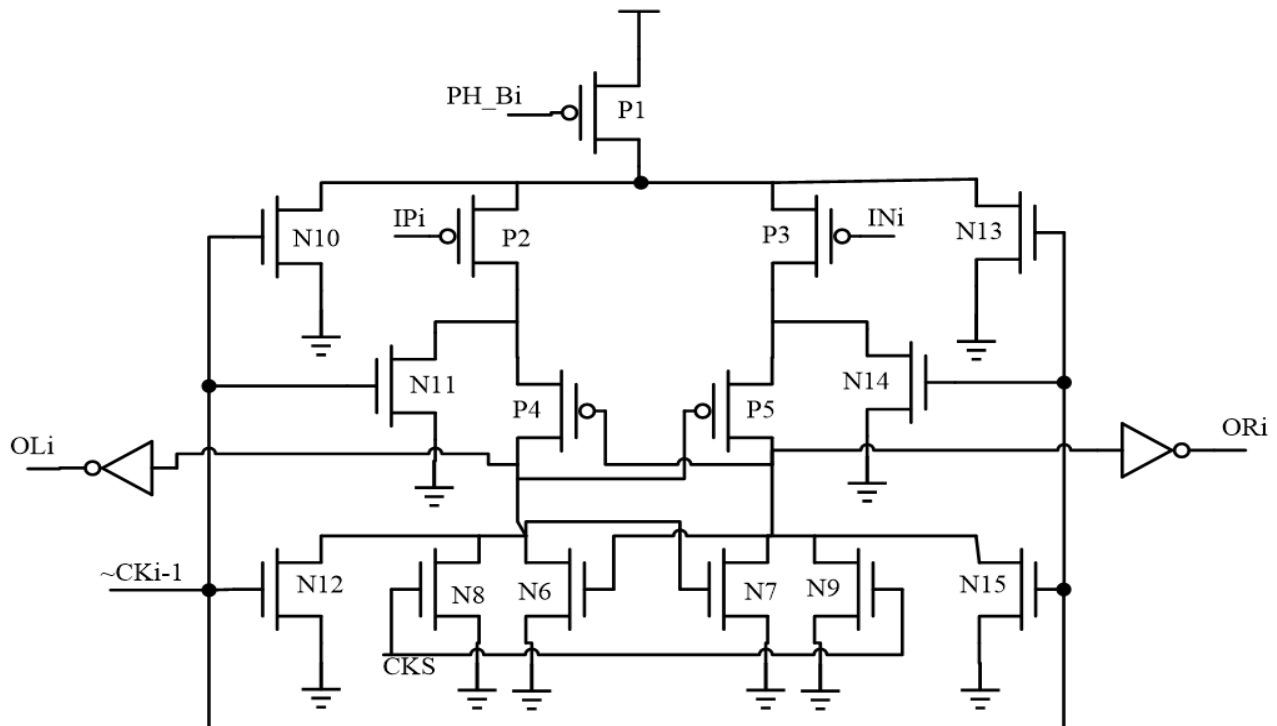 PH_Bi
P1
IPi
INi
N10
P2
P3
N13
N11
P4
P5
N14
OLi
ORi
~CKi-1
N12
N8
N6
N7
N9
N15
CKS